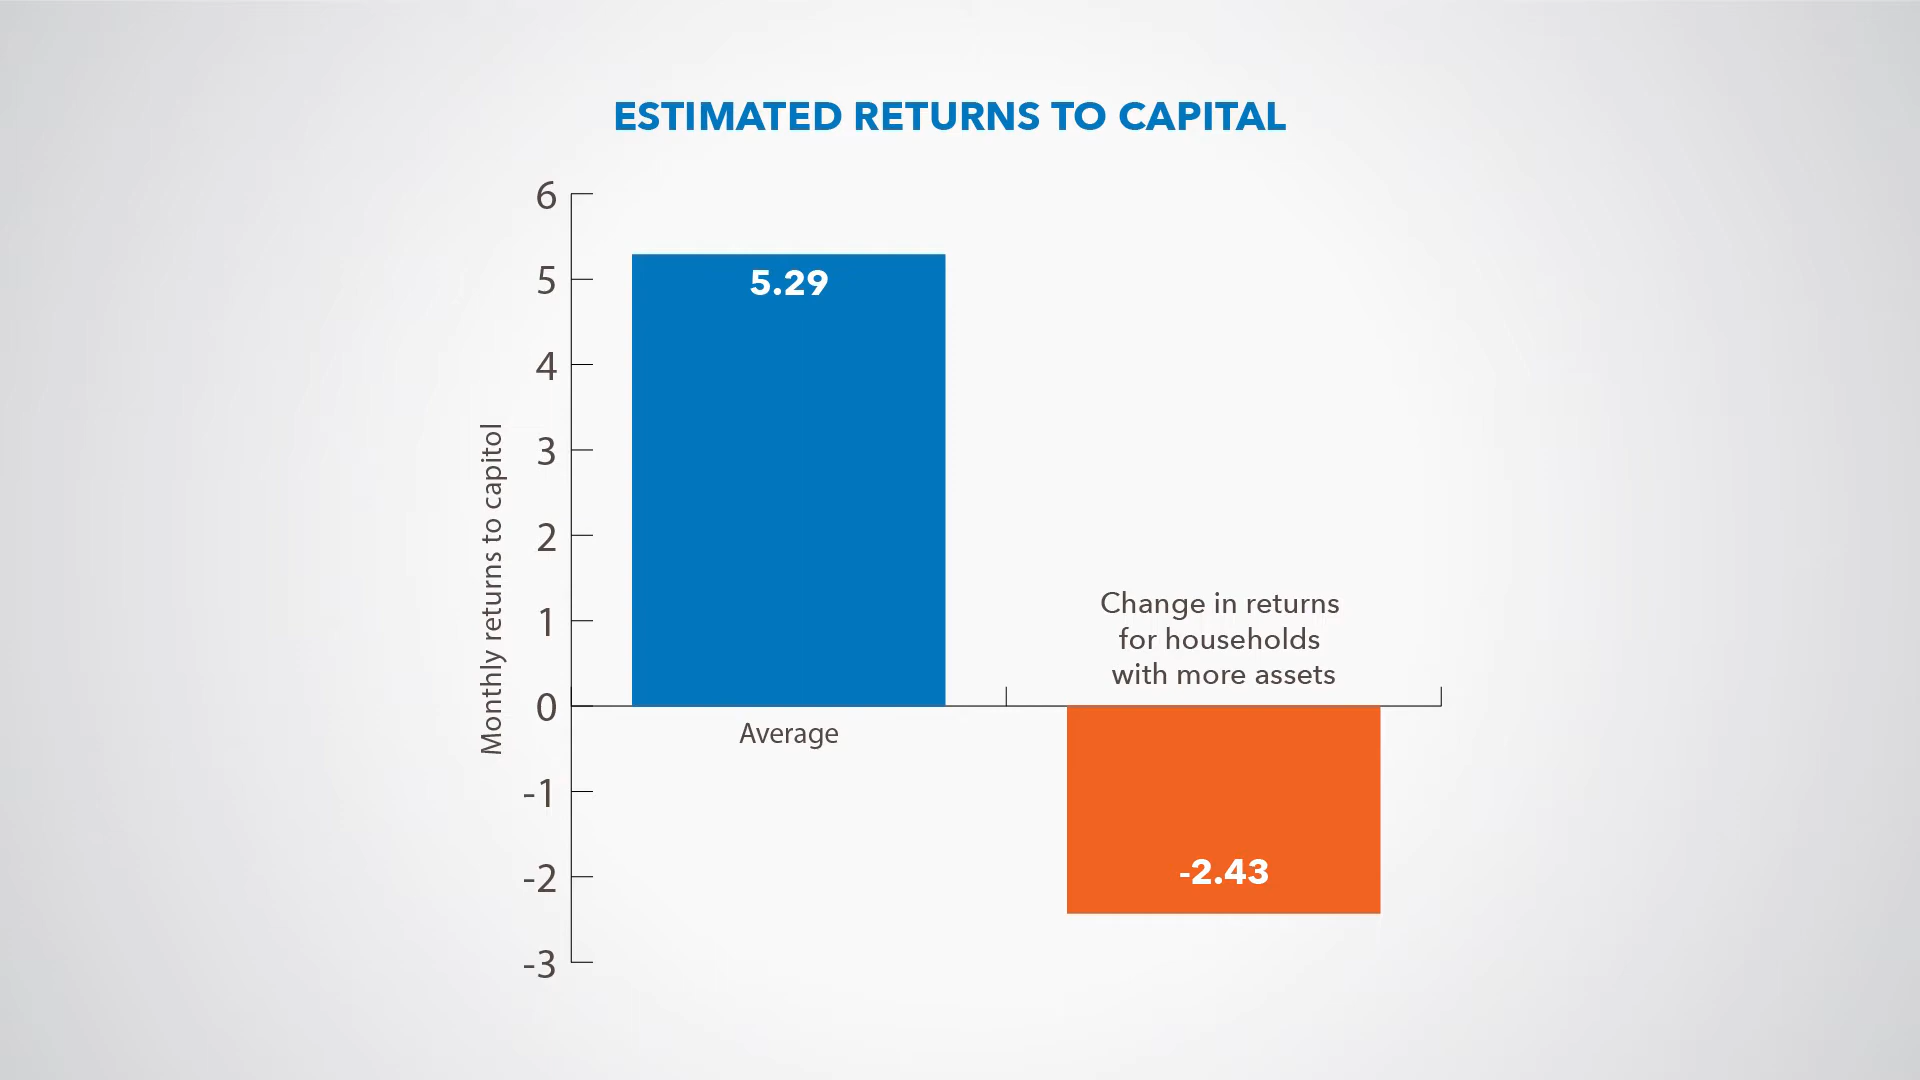 ESTIMATED RETURNS TO CAPITAL
6
5
4
3
2
1
0
-1
-2
-3
Monthly returns to capitol
5.29
Average
Change in returns
for households
with more assets
-2.43